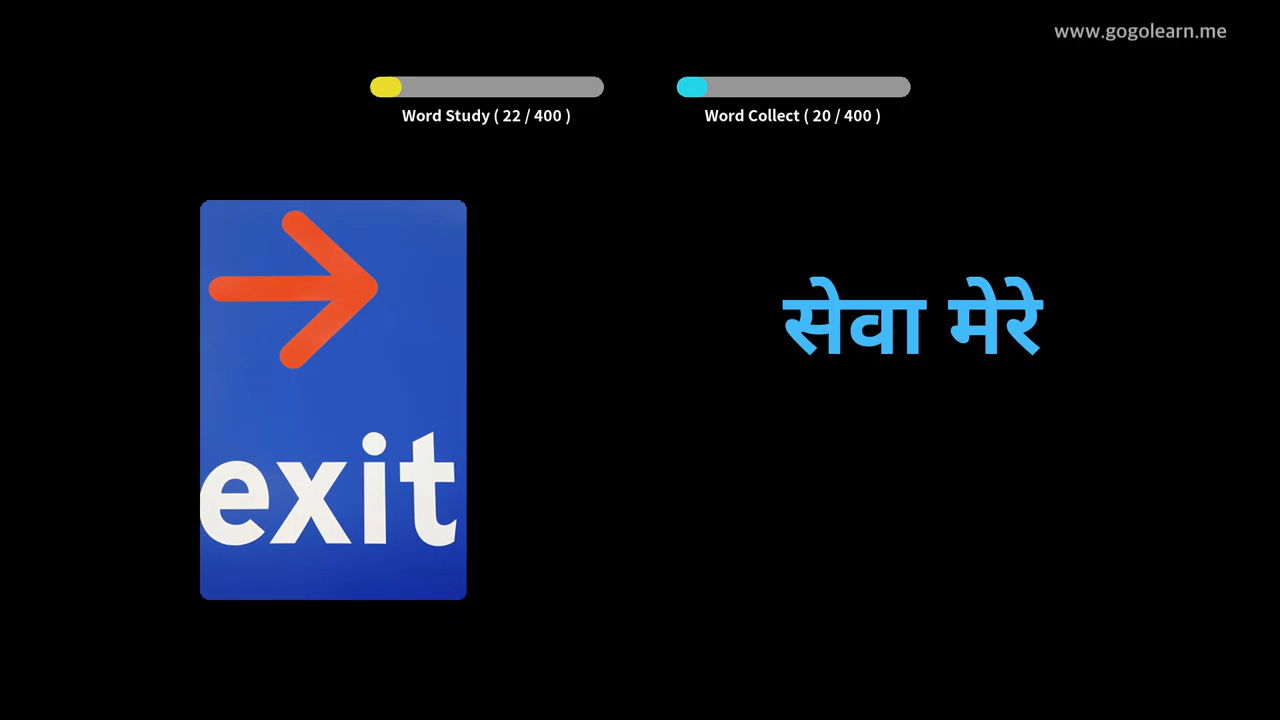 www.gogolearn.me
Word Study ( 22 / 400 )
Word Collect ( 20 / 400 )
exit
सेवा मेरे